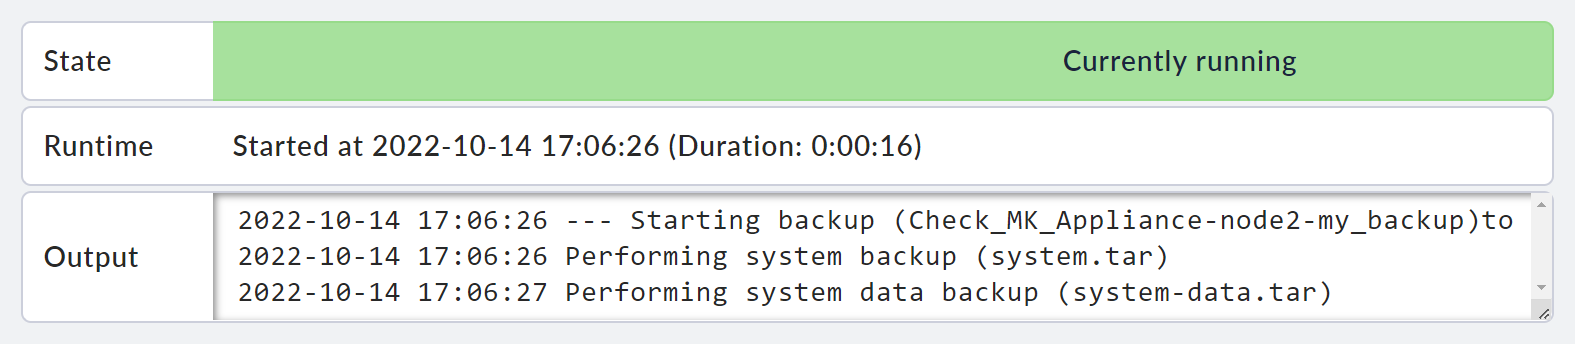 State Currently running
Runtime Started at 2022-10-14 17:06:26 (Duration: 0:00:16)
2022-10-14 17:06:26 --- Starting backup (Check_MK_Appliance-node2-my_backup)to
Output 2022-10-14 17:06:26 Performing system backup (system.tar)
2022-10-14 17:06:27 Performing system data backup (system-data.tar)